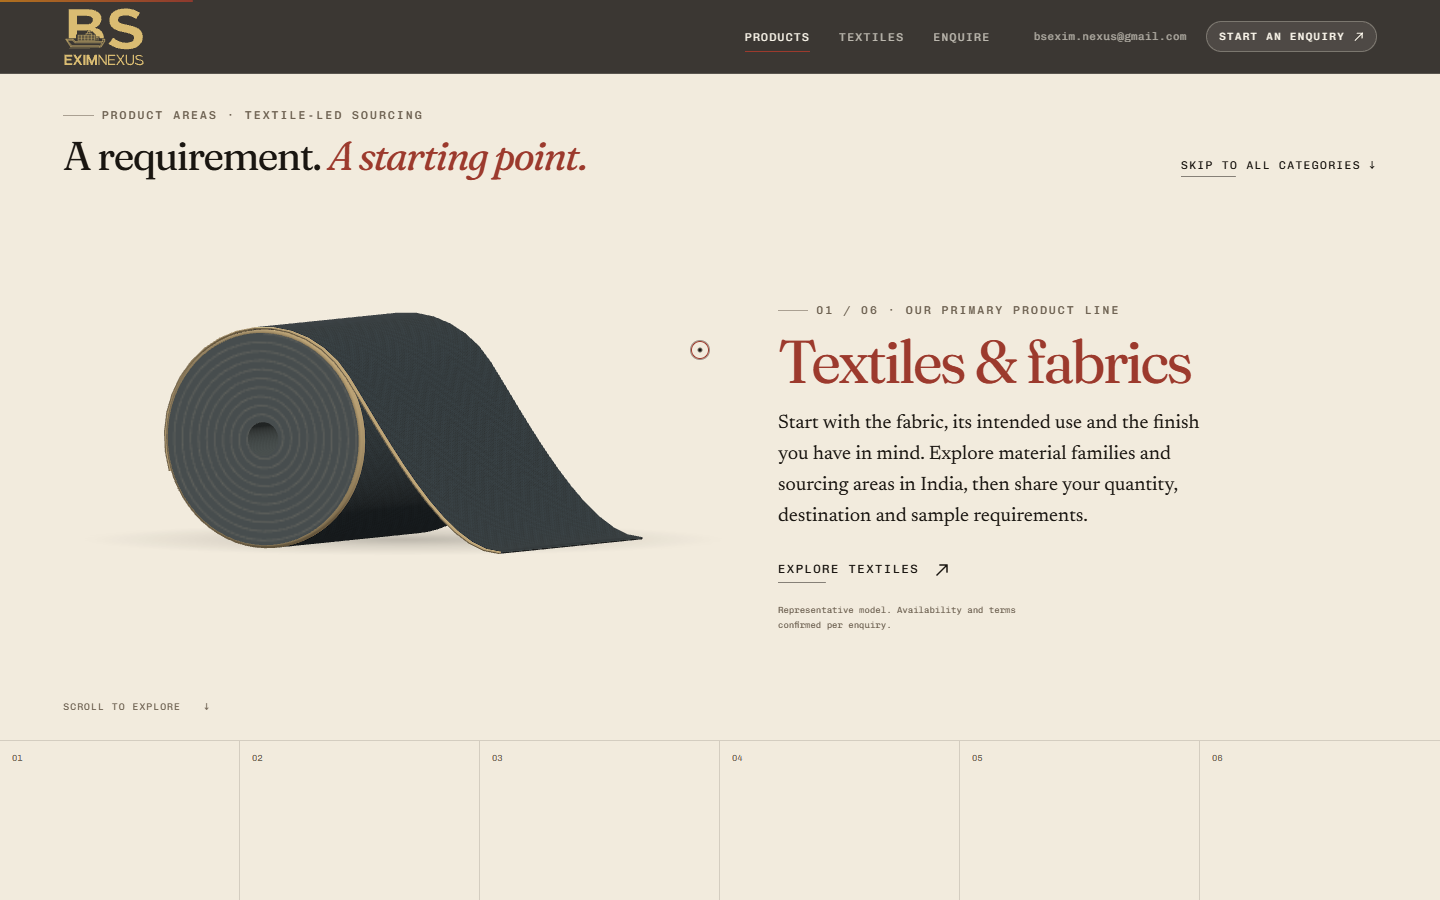 BS
EXIMNEXUS
PRODUCTS
TEXTILES
ENQUIRE
bsexim.nexus@gmail.com
START AN ENQUIRY ↗
PRODUCT AREAS · TEXTILE-LED SOURCING
A requirement. A starting point.
SKIP TO ALL CATEGORIES ↓
01 / 06 · OUR PRIMARY PRODUCT LINE
Textiles & fabrics
Start with the fabric, its intended use and the finish
you have in mind. Explore material families and
sourcing areas in India, then share your quantity,
destination and sample requirements.
EXPLORE TEXTILES ↗
Representative model. Availability and terms
confirmed per enquiry.
SCROLL TO EXPLORE ↓
01
02
03
04
05
06